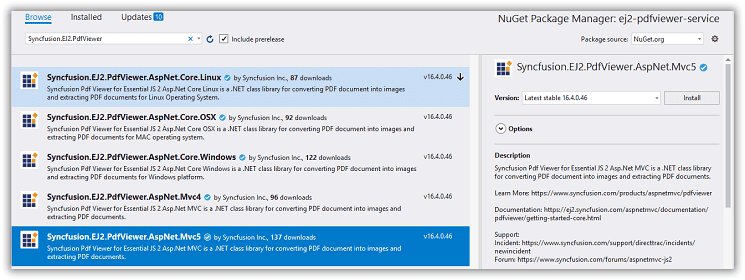 Browse Installed Updates 10
NuGet Package Manager: ej2-pdfviewer-service
Syncfusion.EJ2.PdfViewer
Include prerelease
Package source: NuGet.org
Syncfusion.EJ2.PdfViewer.AspNet.Core.Linux by Syncfusion Inc., 87 downloads v16.4.0.46
Syncfusion Pdf Viewer for Essential JS 2 Asp.Net Core Linux is a .NET class library for converting PDF document into images
and extracting PDF documents for Linux Operating System.
Syncfusion.EJ2.PdfViewer.AspNet.Core.OSX by Syncfusion Inc., 92 downloads v16.4.0.46
Syncfusion Pdf Viewer for Essential JS 2 Asp.Net Core OSX is a .NET class library for converting PDF document into images and extracting PDF
documents for MAC operating system.
Syncfusion.EJ2.PdfViewer.AspNet.Core.Windows by Syncfusion Inc., 122 downloads v16.4.0.46
Syncfusion Pdf Viewer for Essential JS 2 Asp.Net Core Windows is a .NET class library for converting PDF document into images and extracting
PDF documents for Windows platform.
Syncfusion.EJ2.PdfViewer.AspNet.Mvc4 by Syncfusion Inc., 96 downloads v16.4.0.46
Syncfusion Pdf Viewer for Essential JS 2 Asp.Net MVC is a .NET class library for converting PDF document into images and extracting PDF
documents.
Syncfusion.EJ2.PdfViewer.AspNet.Mvc5 by Syncfusion Inc., 137 downloads v16.4.0.46
Syncfusion Pdf Viewer for Essential JS 2 Asp.Net MVC is a .NET class library for converting PDF document into images and extracting PDF
documents.
Syncfusion.EJ2.PdfViewer.AspNet.Mvc5
Version: Latest stable 16.4.0.46 Install
Options
Description
Syncfusion Pdf Viewer for Essential JS 2 Asp.Net MVC is a .NET class library
for converting PDF document into images and extracting PDF documents.
Learn More: https://www.syncfusion.com/products/aspnetmvc/pdfviewer
Documentation: https://ej2.syncfusion.com/aspnetmvc/documentation/
pdfviewer/getting-started-core.html
Support:
Incident: https://www.syncfusion.com/support/directtrac/incidents/
newincident
Forum: https://www.syncfusion.com/forums/aspnetmvc-js2